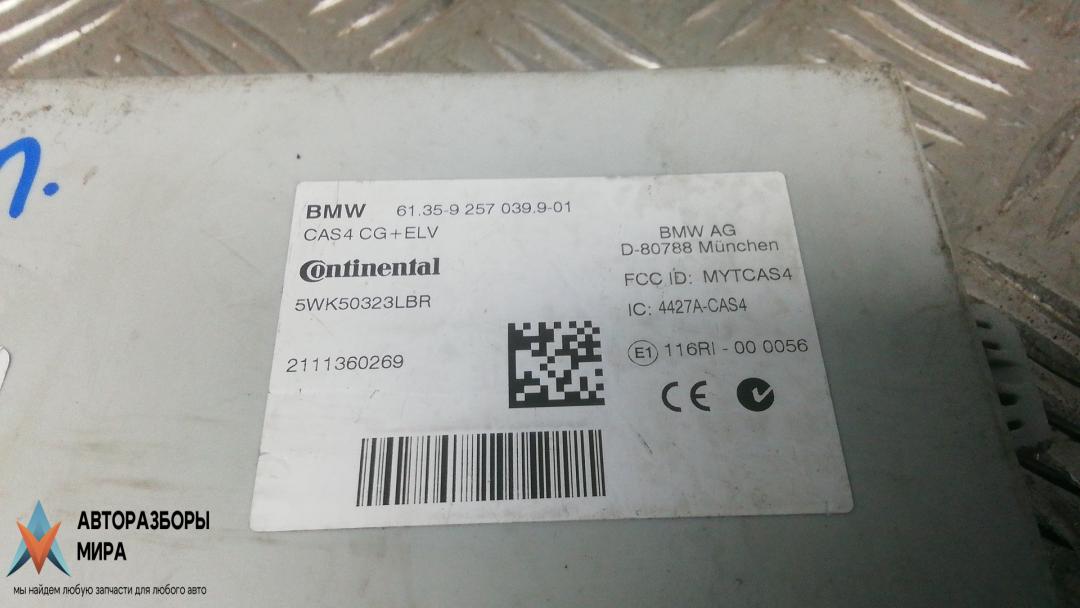 л.
BMW 61.35-9 257 039.9-01
CAS4 CG+ELV
Continental
5WK50323LBR
2111360269
BMW AG
D-80788 München
FCC ID: MYTCAS4
IC: 4427A-CAS4
E1 116RI - 00 0056
CE
АВТОРАЗБОРЫ
МИРА
мы найдем любую запчасти для любого авто